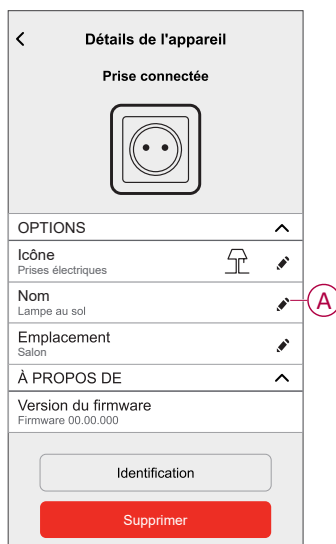 Détails de l'appareil
Prise connectée
OPTIONS
Icône
Prises électriques
Nom
Lampe au sol
A
Emplacement
Salon
À PROPOS DE
Version du firmware
Firmware 00.00.000
Identification
Supprimer